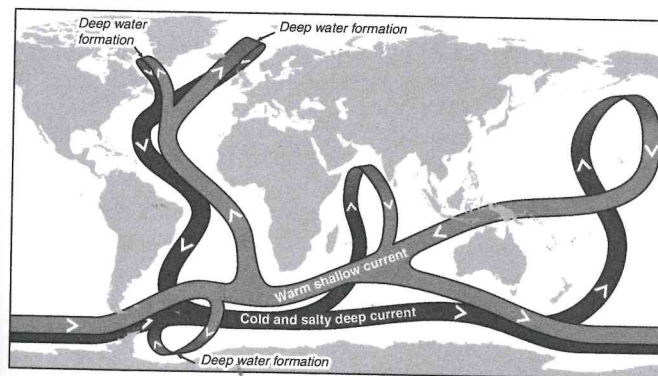 Deep water
formation
Deep water formation
Warm shallow current
Cold and salty deep current
Deep water formation